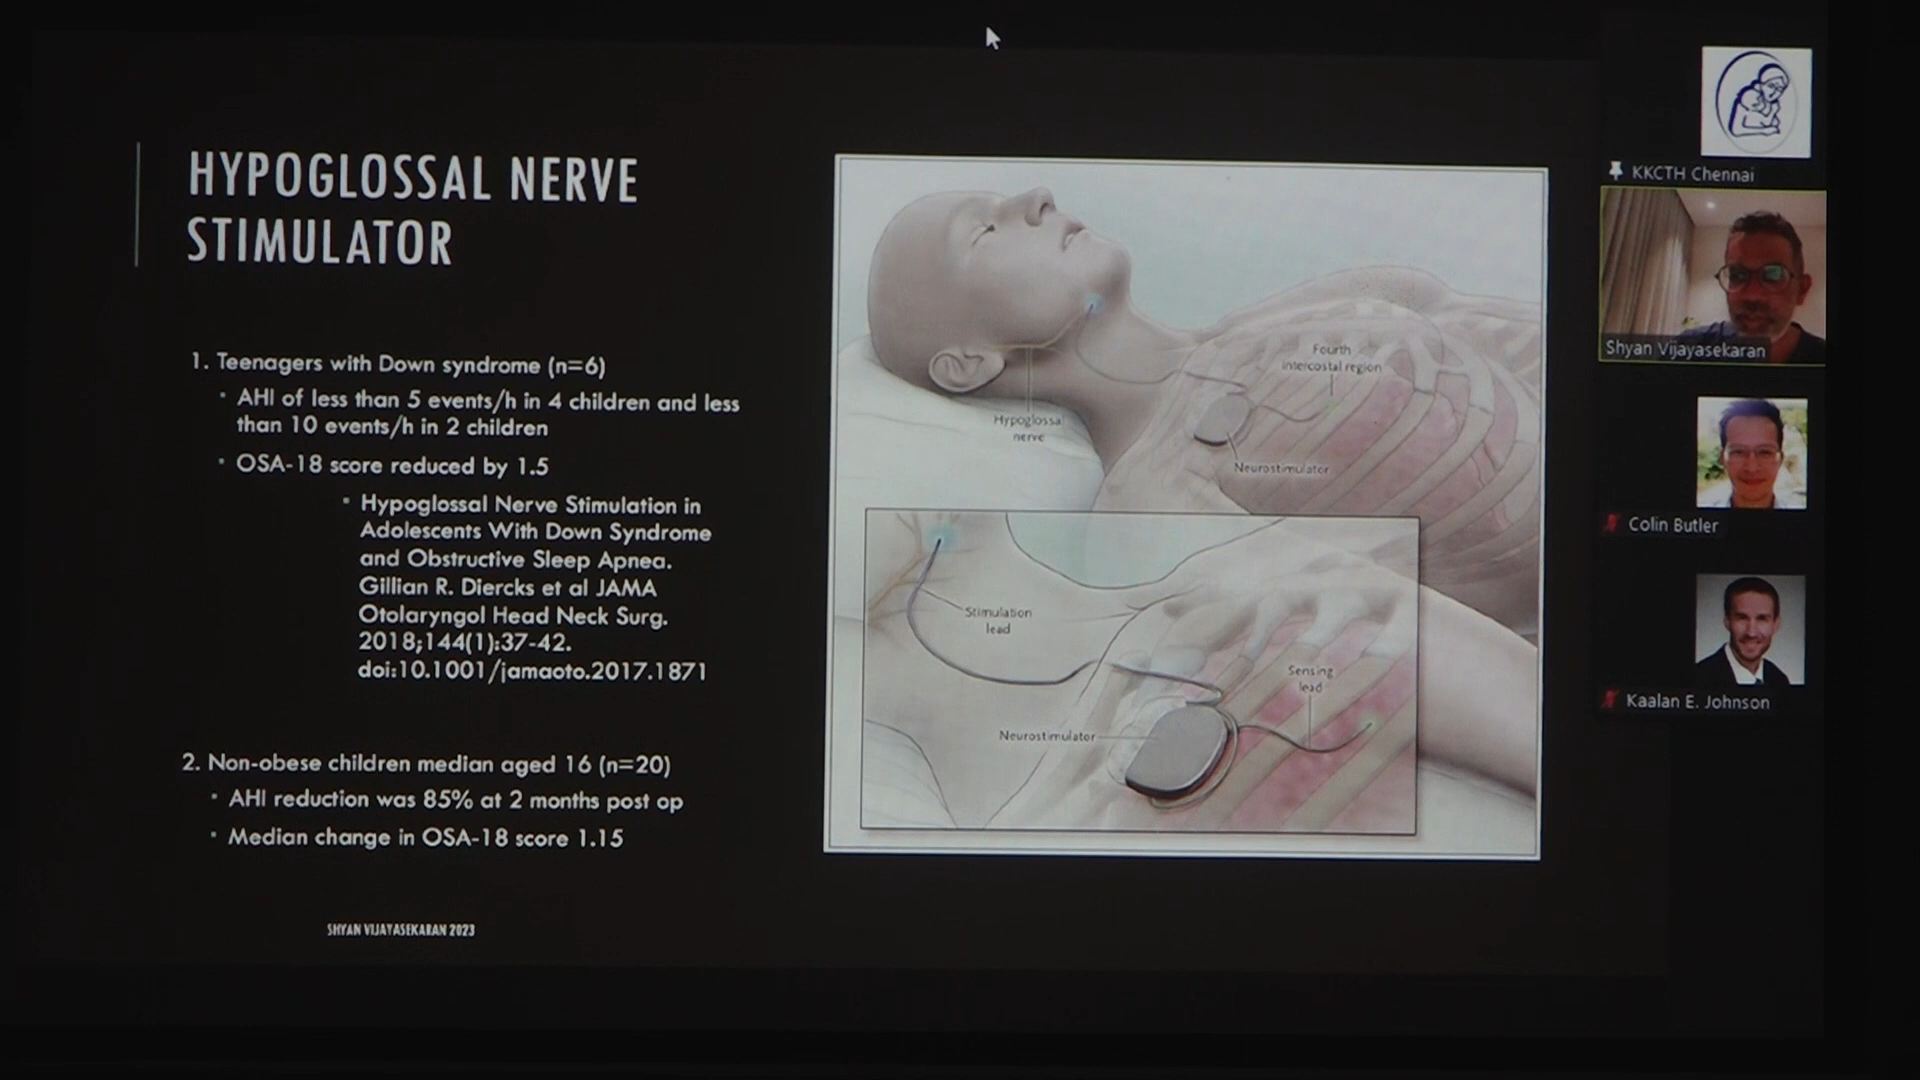 HYPOGLOSSAL NERVE
STIMULATOR
1. Teenagers with Down syndrome (n=6)
AHI of less than 5 events/h in 4 children and less
than 10 events/h in 2 children
OSA-18 score reduced by 1.5
Hypoglossal Nerve Stimulation in
Adolescents With Down Syndrome
and Obstructive Sleep Apnea.
Gillian R. Diercks et al JAMA
Otolaryngol Head Neck Surg.
2018;144(1):37-42.
doi:10.1001/jamaoto.2017.1871
2. Non-obese children median aged 16 (n=20)
AHI reduction was 85% at 2 months post op
Median change in OSA-18 score 1.15
SHYAN VIJAYASEKARAN 2023
Fourth
intercostal region
Hypoglossal
nerve
Neurostimulator
Stimulation
lead
Sensing
lead
Neurostimulator
KKCTH Chennai
Shyan Vijayasekaran
Colin Butler
Kaalan E. Johnson